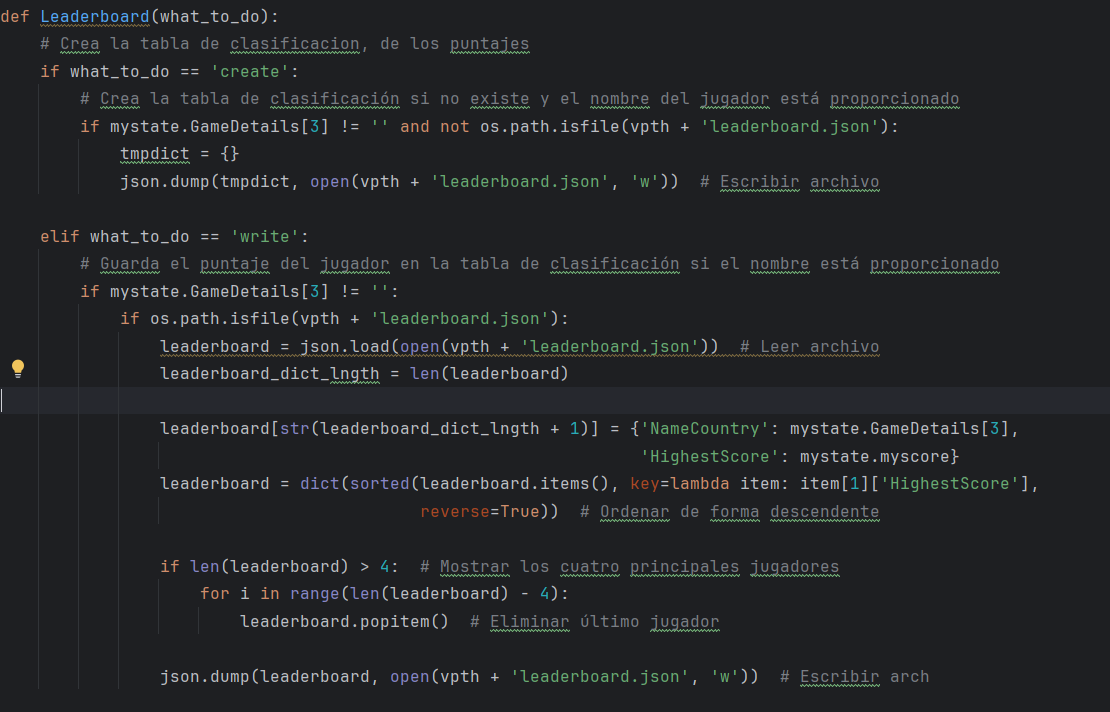 def Leaderboard(what_to_do):
# Crea la tabla de clasificacion, de los puntajes
if what_to_do == 'create':
# Crea la tabla de clasificación si no existe y el nombre del jugador está proporcionado
if mystate.GameDetails[3] != '' and not os.path.isfile(vpth + 'leaderboard.json'):
tmpdict = {}
json.dump(tmpdict, open(vpth + 'leaderboard.json', 'w'))  # Escribir archivo
elif what_to_do == 'write':
# Guarda el puntaje del jugador en la tabla de clasificación si el nombre está proporcionado
if mystate.GameDetails[3] != '':
if os.path.isfile(vpth + 'leaderboard.json'):
leaderboard = json.load(open(vpth + 'leaderboard.json'))  # Leer archivo
leaderboard_dict_lngth = len(leaderboard)
leaderboard[str(leaderboard_dict_lngth + 1)] = {'NameCountry': mystate.GameDetails[3],
'HighestScore': mystate.myscore}
leaderboard = dict(sorted(leaderboard.items(), key=lambda item: item[1]['HighestScore'],
reverse=True))  # Ordenar de forma descendente
if len(leaderboard) > 4:  # Mostrar los cuatro principales jugadores
for i in range(len(leaderboard) - 4):
leaderboard.popitem()  # Eliminar último jugador
json.dump(leaderboard, open(vpth + 'leaderboard.json', 'w'))  # Escribir arch